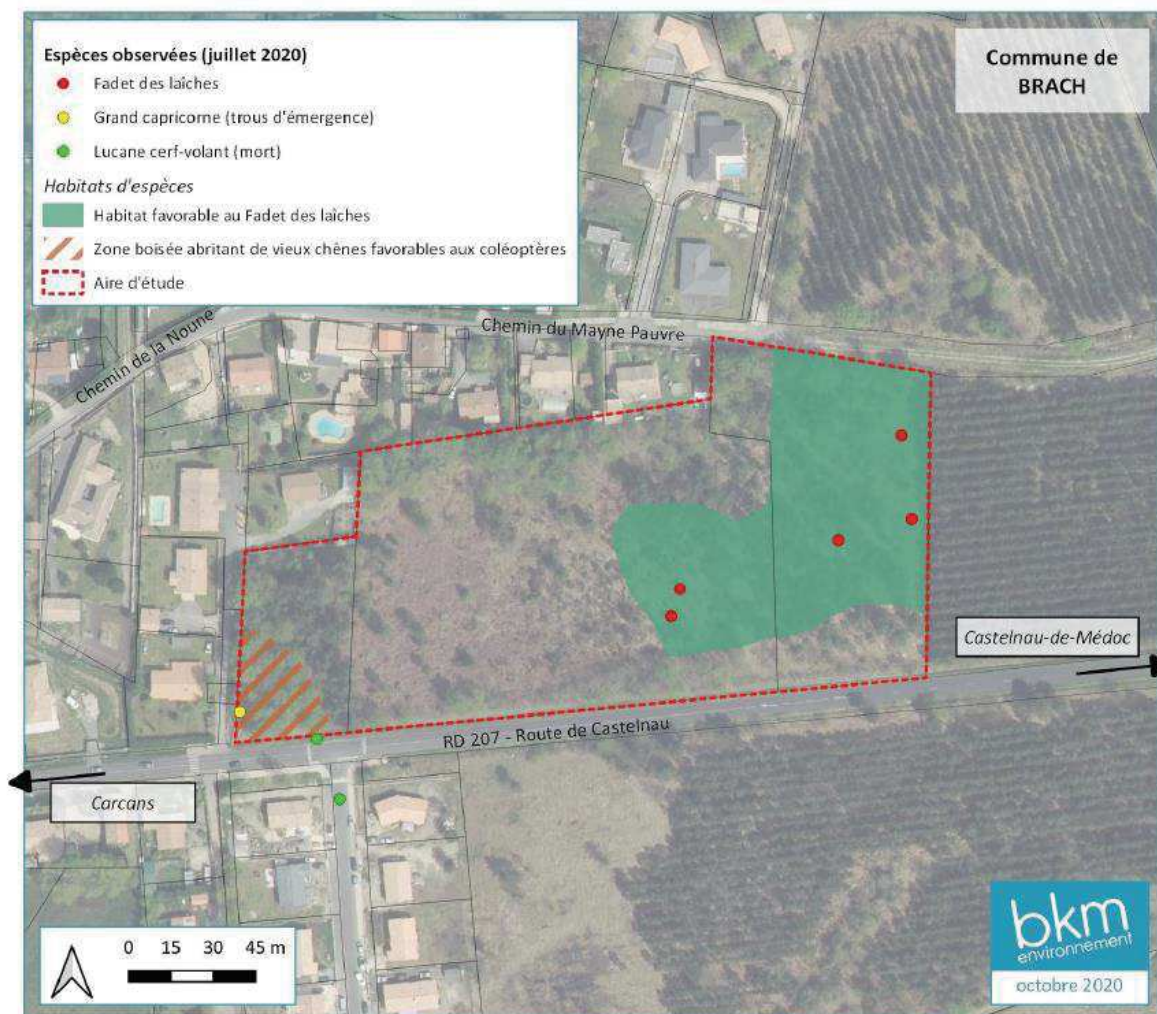 Espèces observées (juillet 2020)
Fadet des laîches
Grand capricorne (trous d'émergence)
Lucane cerf-volant (mort)
Habitats d'espèces
Habitat favorable au Fadet des laîches
Zone boisée abritant de vieux chênes favorables aux coléoptères
Aire d'étude
Commune de
BRACH
Chemin du Mayne Pauvre
Chemin de la Noune
Castelnau-de-Médoc
RD 207 - Route de Castelnau
Carcans
0 15 30 45 m
bkm
environnement
octobre 2020